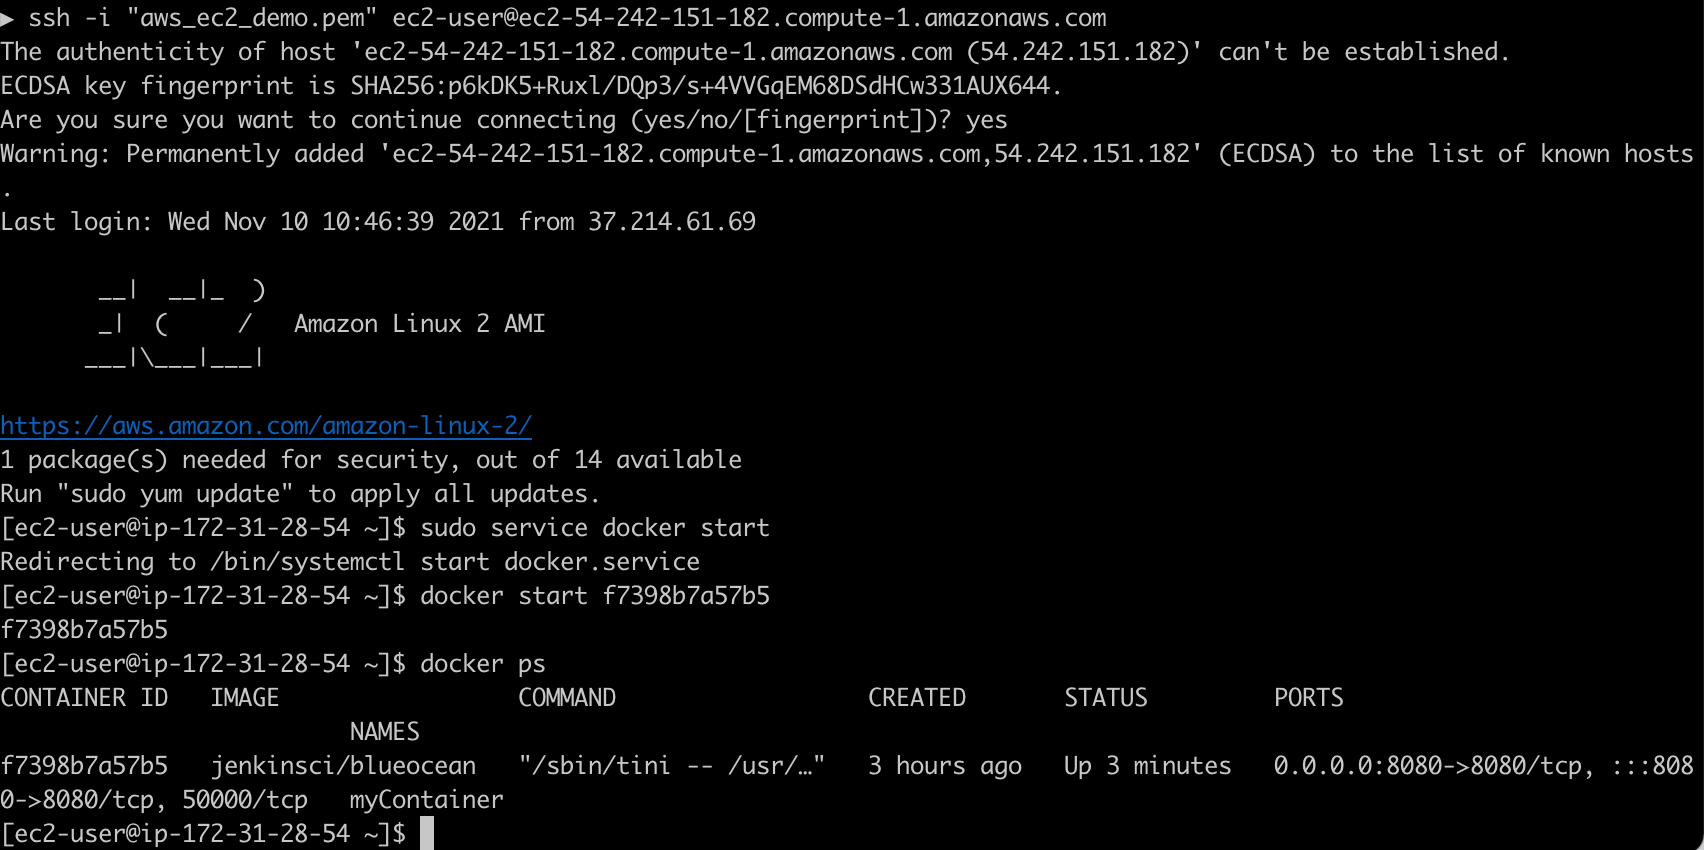 ▶ ssh -i "aws_ec2_demo.pem" ec2-user@ec2-54-242-151-182.compute-1.amazonaws.com
The authenticity of host 'ec2-54-242-151-182.compute-1.amazonaws.com (54.242.151.182)' can't be established.
ECDSA key fingerprint is SHA256:p6kDK5+Ruxl/DQp3/s+4VVGqEM68DSdHCw331AUX644.
Are you sure you want to continue connecting (yes/no/[fingerprint])? yes
Warning: Permanently added 'ec2-54-242-151-182.compute-1.amazonaws.com,54.242.151.182' (ECDSA) to the list of known hosts
.
Last login: Wed Nov 10 10:46:39 2021 from 37.214.61.69
       __|  __|_  )
       _|  (     /   Amazon Linux 2 AMI
      ___|\___|___|
https://aws.amazon.com/amazon-linux-2/
1 package(s) needed for security, out of 14 available
Run "sudo yum update" to apply all updates.
[ec2-user@ip-172-31-28-54 ~]$ sudo service docker start
Redirecting to /bin/systemctl start docker.service
[ec2-user@ip-172-31-28-54 ~]$ docker start f7398b7a57b5
f7398b7a57b5
[ec2-user@ip-172-31-28-54 ~]$ docker ps
CONTAINER ID   IMAGE                 COMMAND                  CREATED       STATUS         PORTS
                         NAMES
f7398b7a57b5   jenkinsci/blueocean   "/sbin/tini -- /usr/…"   3 hours ago   Up 3 minutes   0.0.0.0:8080->8080/tcp, :::808
0->8080/tcp, 50000/tcp   myContainer
[ec2-user@ip-172-31-28-54 ~]$